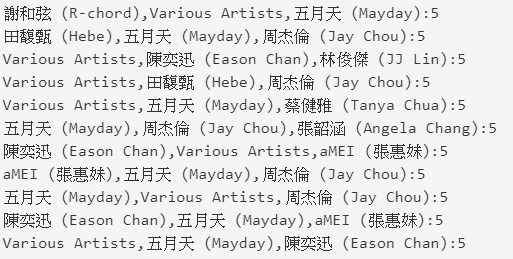 謝和弦 (R-chord),Various Artists,五月天 (Mayday):5
田馥甄 (Hebe),五月天 (Mayday),周杰倫 (Jay Chou):5
Various Artists,陳奕迅 (Eason Chan),林俊傑 (JJ Lin):5
Various Artists,田馥甄 (Hebe),周杰倫 (Jay Chou):5
Various Artists,五月天 (Mayday),蔡健雅 (Tanya Chua):5
五月天 (Mayday),周杰倫 (Jay Chou),張韶涵 (Angela Chang):5
陳奕迅 (Eason Chan),Various Artists,aMEI (張惠妹):5
aMEI (張惠妹),五月天 (Mayday),周杰倫 (Jay Chou):5
五月天 (Mayday),Various Artists,周杰倫 (Jay Chou):5
陳奕迅 (Eason Chan),五月天 (Mayday),aMEI (張惠妹):5
Various Artists,五月天 (Mayday),陳奕迅 (Eason Chan):5